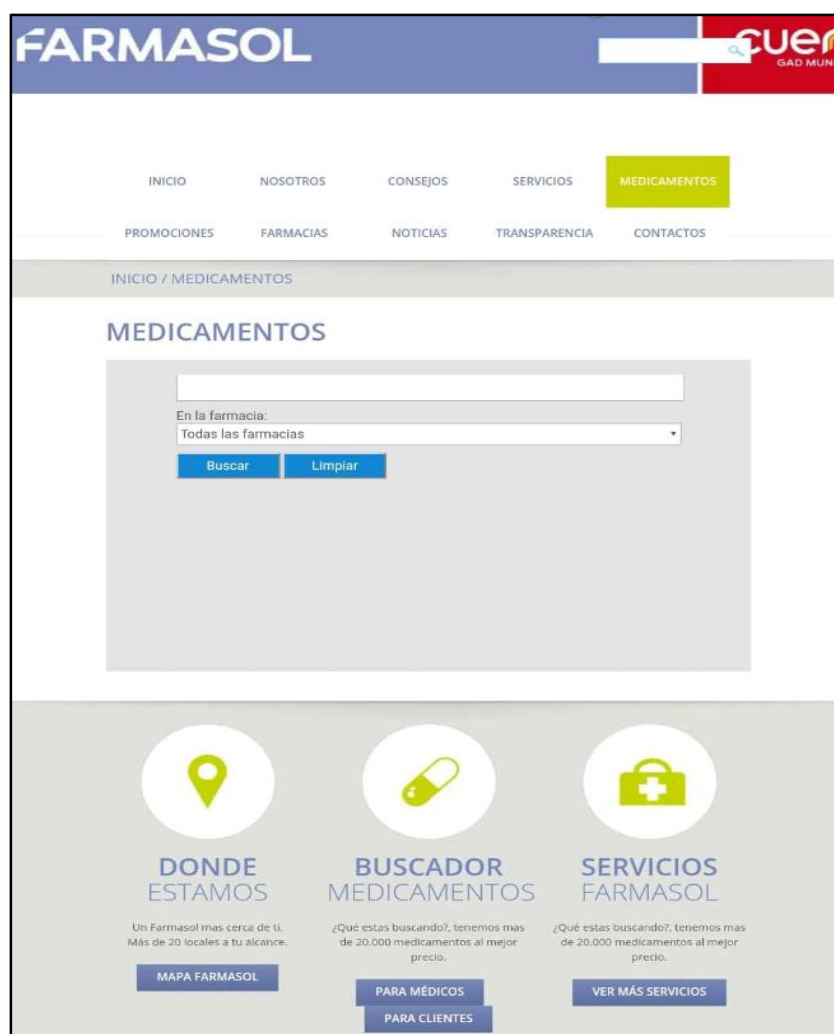 FARMASOL
GAD MUN
INICIO NOSOTROS CONSEJOS SERVICIOS MEDICAMENTOS
PROMOCIONES FARMACIAS NOTICIAS TRANSPARENCIA CONTACTOS
INICIO / MEDICAMENTOS
MEDICAMENTOS
En la farmacia:
Todas las farmacias
Buscar Limpiar
DONDE
ESTAMOS
Un Farmasol mas cerca de ti.
Más de 20 locales a tu alcance.
MAPA FARMASOL
BUSCADOR
MEDICAMENTOS
¿Qué estas buscando?, tenemos mas
de 20.000 medicamentos al mejor
precio.
PARA MÉDICOS
PARA CLIENTES
SERVICIOS
FARMASOL
¿Qué estas buscando?, tenemos mas
de 20.000 medicamentos al mejor
precio.
VER MÁS SERVICIOS